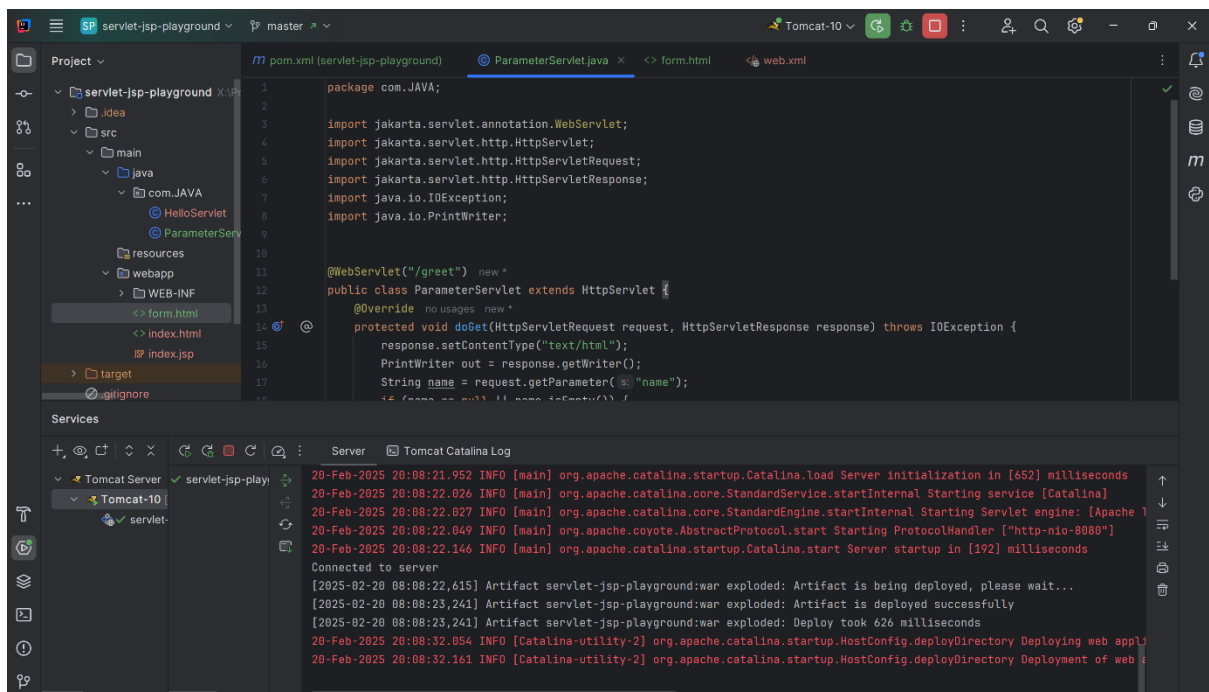 SP servlet-jsp-playground master Tomcat-10
Project
pom.xml (servlet-jsp-playground) ParameterServlet.java form.html web.xml
servlet-jsp-playground
.idea
src
main
java
com.JAVA
HelloServlet
ParameterServ
resources
webapp
WEB-INF
form.html
index.html
JSP index.jsp
target
.gitignore
1 package com.JAVA;
2
3 import jakarta.servlet.annotation.WebServlet;
4 import jakarta.servlet.http.HttpServlet;
5 import jakarta.servlet.http.HttpServletRequest;
6 import jakarta.servlet.http.HttpServletResponse;
7 import java.io.IOException;
8 import java.io.PrintWriter;
9
10
11 @WebServlet("/greet") new *
12 public class ParameterServlet extends HttpServlet {
13 @Override no usages new *
14 protected void doGet(HttpServletRequest request, HttpServletResponse response) throws IOException {
15 response.setContentType("text/html");
16 PrintWriter out = response.getWriter();
17 String name = request.getParameter( s: "name");
if (name == null || name.isEmpty()) {
Services
Server Tomcat Catalina Log
Tomcat Server
Tomcat-10
servlet-
servlet-jsp-play
20-Feb-2025 20:08:21.952 INFO [main] org.apache.catalina.startup.Catalina.load Server initialization in [652] milliseconds
20-Feb-2025 20:08:22.026 INFO [main] org.apache.catalina.core.StandardService.startInternal Starting service [Catalina]
20-Feb-2025 20:08:22.027 INFO [main] org.apache.catalina.core.StandardEngine.startInternal Starting Servlet engine: [Apache
20-Feb-2025 20:08:22.049 INFO [main] org.apache.coyote.AbstractProtocol.start Starting ProtocolHandler ["http-nio-8080"]
20-Feb-2025 20:08:22.146 INFO [main] org.apache.catalina.startup.Catalina.start Server startup in [192] milliseconds
Connected to server
[2025-02-20 08:08:22,615] Artifact servlet-jsp-playground:war exploded: Artifact is being deployed, please wait...
[2025-02-20 08:08:23,241] Artifact servlet-jsp-playground:war exploded: Artifact is deployed successfully
[2025-02-20 08:08:23,241] Artifact servlet-jsp-playground:war exploded: Deploy took 626 milliseconds
20-Feb-2025 20:08:32.054 INFO [Catalina-utility-2] org.apache.catalina.startup.HostConfig.deployDirectory Deploying web appli
20-Feb-2025 20:08:32.161 INFO [Catalina-utility-2] org.apache.catalina.startup.HostConfig.deployDirectory Deployment of web